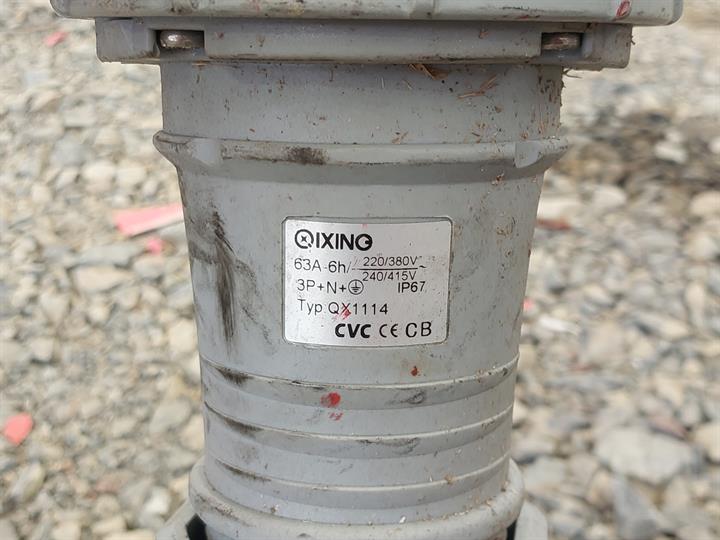 QIXING
63A-6h/ 220/380V~
240/415V
3P+N+⏚ IP67
Typ QX1114
CVC CE CB